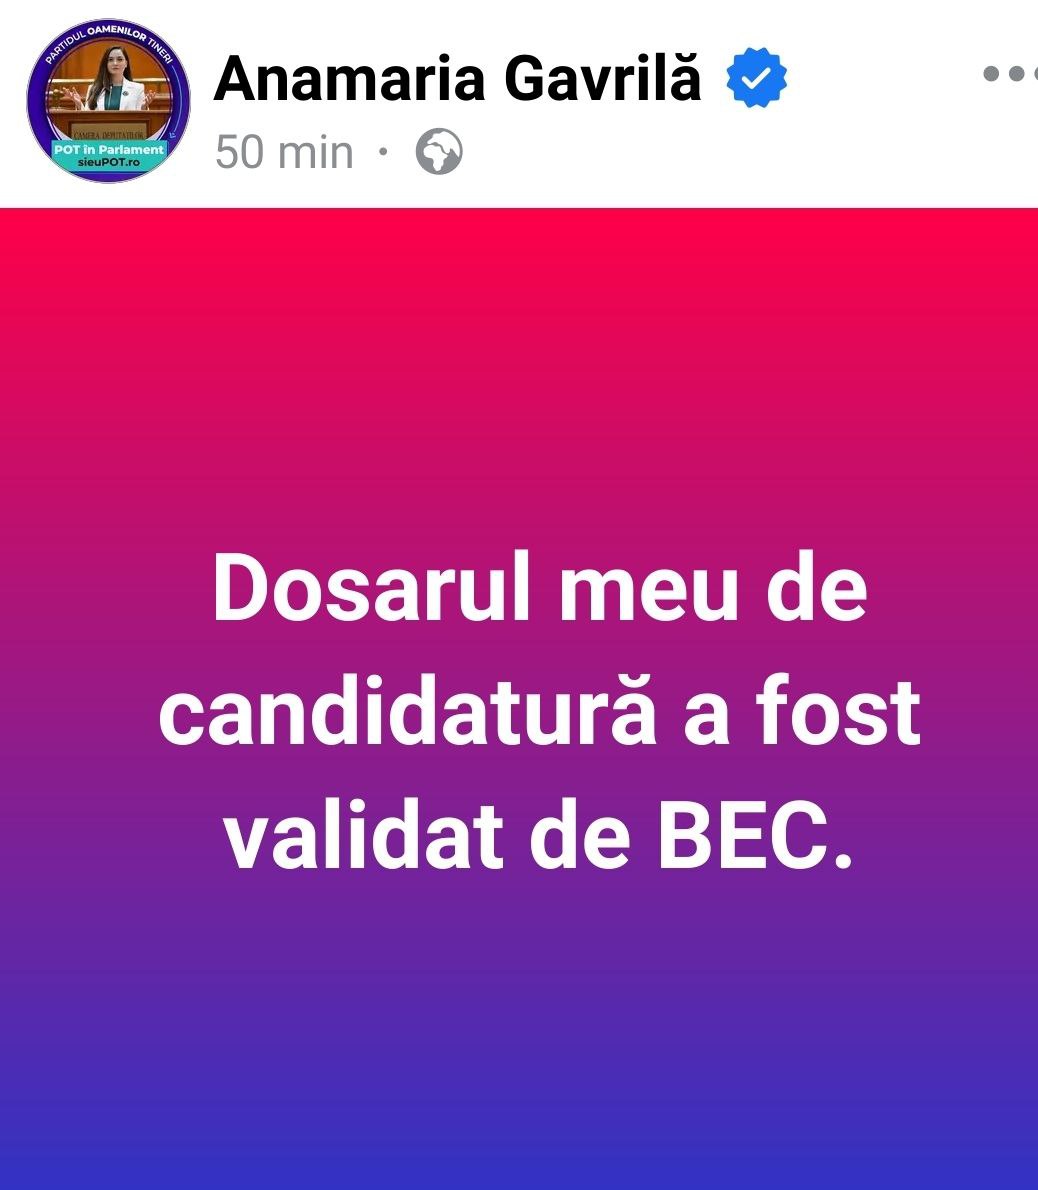 PARTIDUL OAMENILOR TINERI
CAMERA DEPUTAȚILOR
POT în Parlament
sieuPOT.ro
Anamaria Gavrilă
50 min ·
Dosarul meu de
candidatură a fost
validat de BEC.